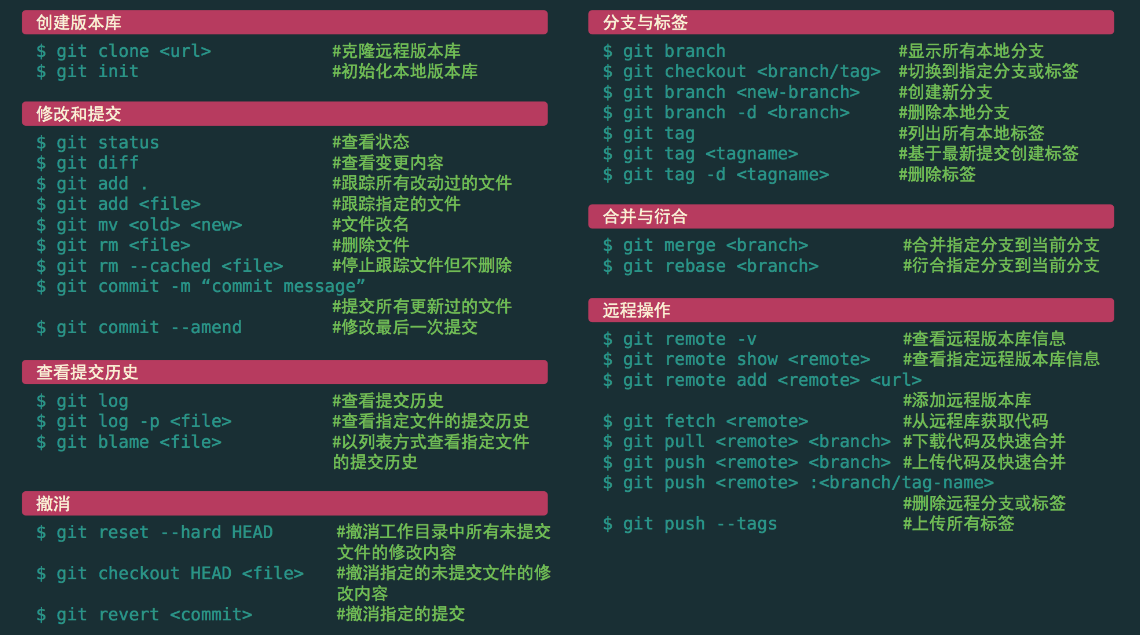 创建版本库
$ git clone <url> #克隆远程版本库
$ git init #初始化本地版本库
修改和提交
$ git status #查看状态
$ git diff #查看变更内容
$ git add . #跟踪所有改动过的文件
$ git add <file> #跟踪指定的文件
$ git mv <old> <new> #文件改名
$ git rm <file> #删除文件
$ git rm --cached <file> #停止跟踪文件但不删除
$ git commit -m “commit message”
#提交所有更新过的文件
$ git commit --amend #修改最后一次提交
查看提交历史
$ git log #查看提交历史
$ git log -p <file> #查看指定文件的提交历史
$ git blame <file> #以列表方式查看指定文件
的提交历史
撤消
$ git reset --hard HEAD #撤消工作目录中所有未提交
文件的修改内容
$ git checkout HEAD <file> #撤消指定的未提交文件的修
改内容
$ git revert <commit> #撤消指定的提交
分支与标签
$ git branch #显示所有本地分支
$ git checkout <branch/tag> #切换到指定分支或标签
$ git branch <new-branch> #创建新分支
$ git branch -d <branch> #删除本地分支
$ git tag #列出所有本地标签
$ git tag <tagname> #基于最新提交创建标签
$ git tag -d <tagname> #删除标签
合并与衍合
$ git merge <branch> #合并指定分支到当前分支
$ git rebase <branch> #衍合指定分支到当前分支
远程操作
$ git remote -v #查看远程版本库信息
$ git remote show <remote> #查看指定远程版本库信息
$ git remote add <remote> <url>
#添加远程版本库
$ git fetch <remote> #从远程库获取代码
$ git pull <remote> <branch> #下载代码及快速合并
$ git push <remote> <branch> #上传代码及快速合并
$ git push <remote> :<branch/tag-name>
#删除远程分支或标签
$ git push --tags #上传所有标签